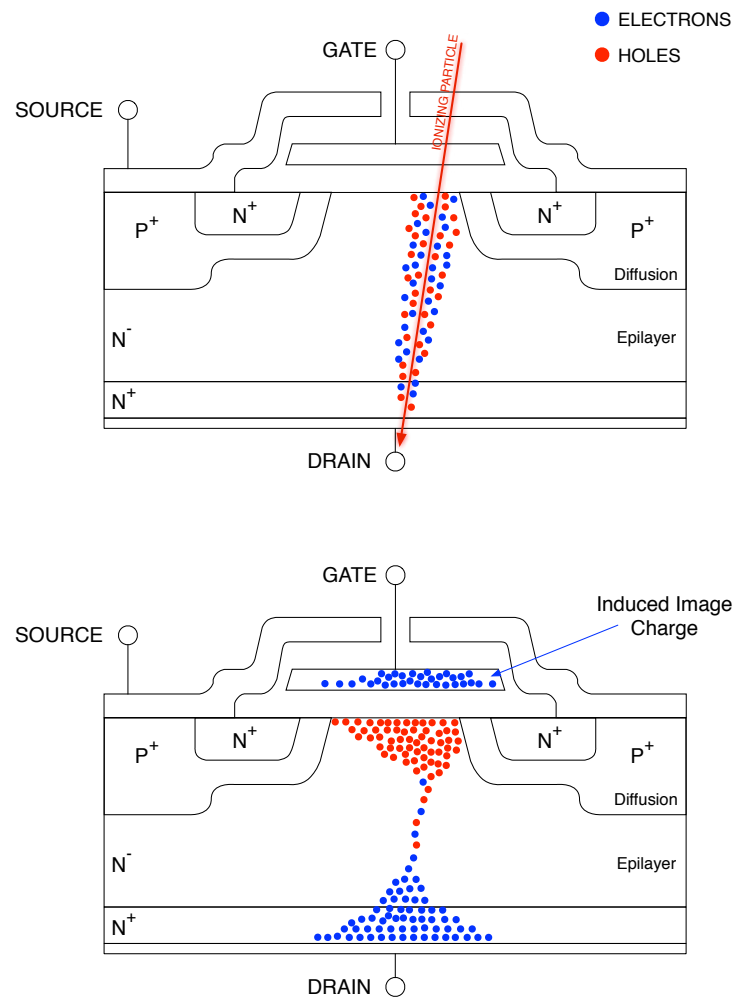 ELECTRONS
HOLES
GATE
IONIZING PARTICLE
SOURCE
P+
N+
N+
P+
Diffusion
N-
Epilayer
N+
DRAIN
GATE
Induced Image
Charge
SOURCE
P+
N+
N+
P+
Diffusion
N-
Epilayer
N+
DRAIN